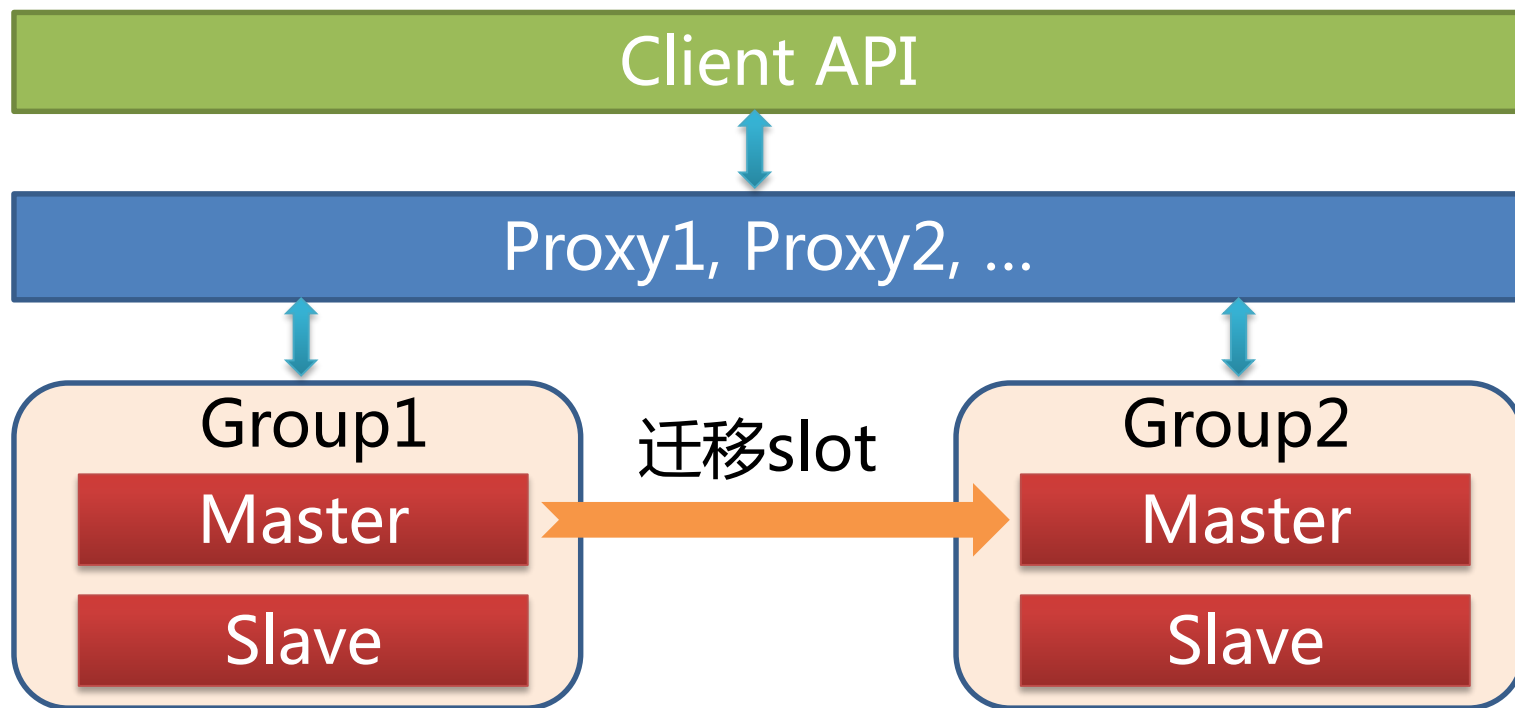 Client API
Proxy1, Proxy2, ...
Group1
迁移slot
Group2
Master
Master
Slave
Slave